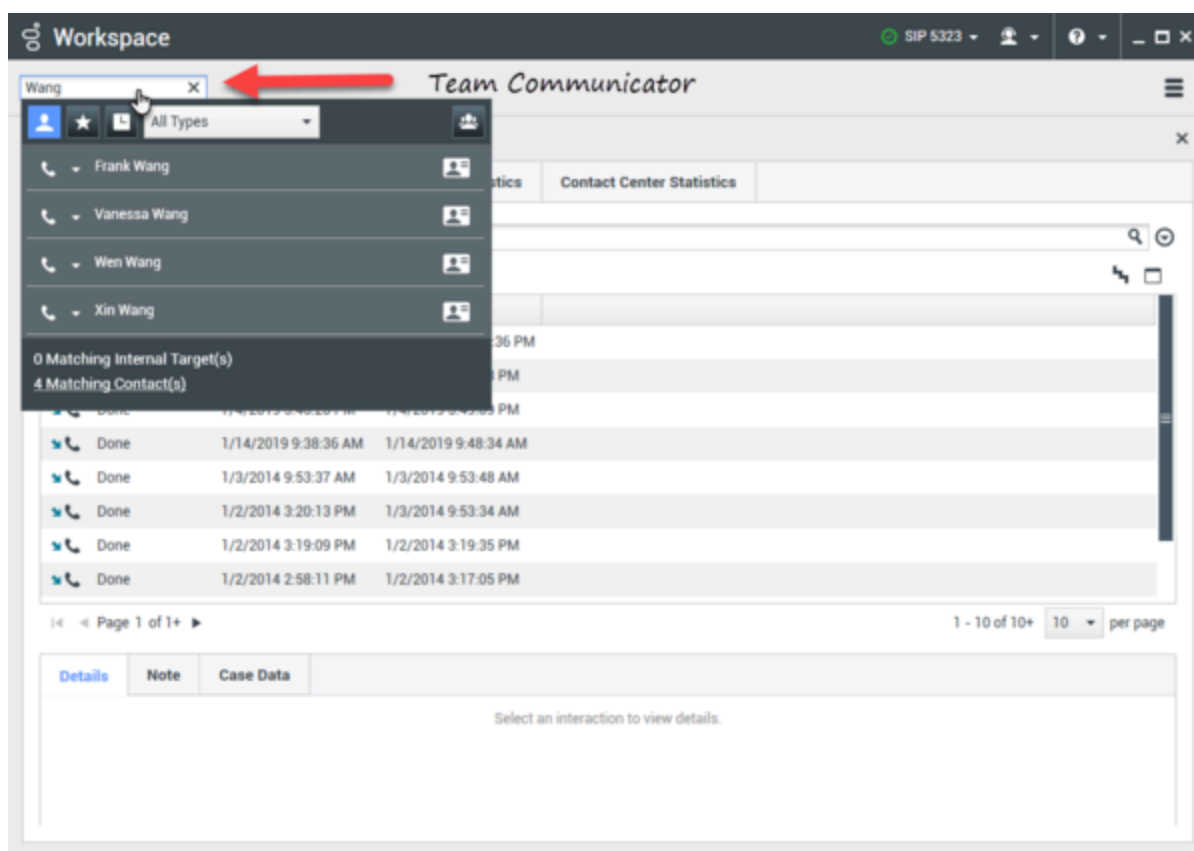 Workspace
SIP 5323
Wang
Team Communicator
All Types
Frank Wang
Vanessa Wang
Wen Wang
Xin Wang
0 Matching Internal Target(s)
4 Matching Contact(s)
stics Contact Center Statistics
:36 PM
PM
PM
Done 1/14/2019 9:38:36 AM 1/14/2019 9:48:34 AM
Done 1/3/2014 9:53:37 AM 1/3/2014 9:53:48 AM
Done 1/2/2014 3:20:13 PM 1/3/2014 9:53:34 AM
Done 1/2/2014 3:19:09 PM 1/2/2014 3:19:35 PM
Done 1/2/2014 2:58:11 PM 1/2/2014 3:17:05 PM
Page 1 of 1+ 1 - 10 of 10+ 10 per page
Details Note Case Data
Select an interaction to view details.